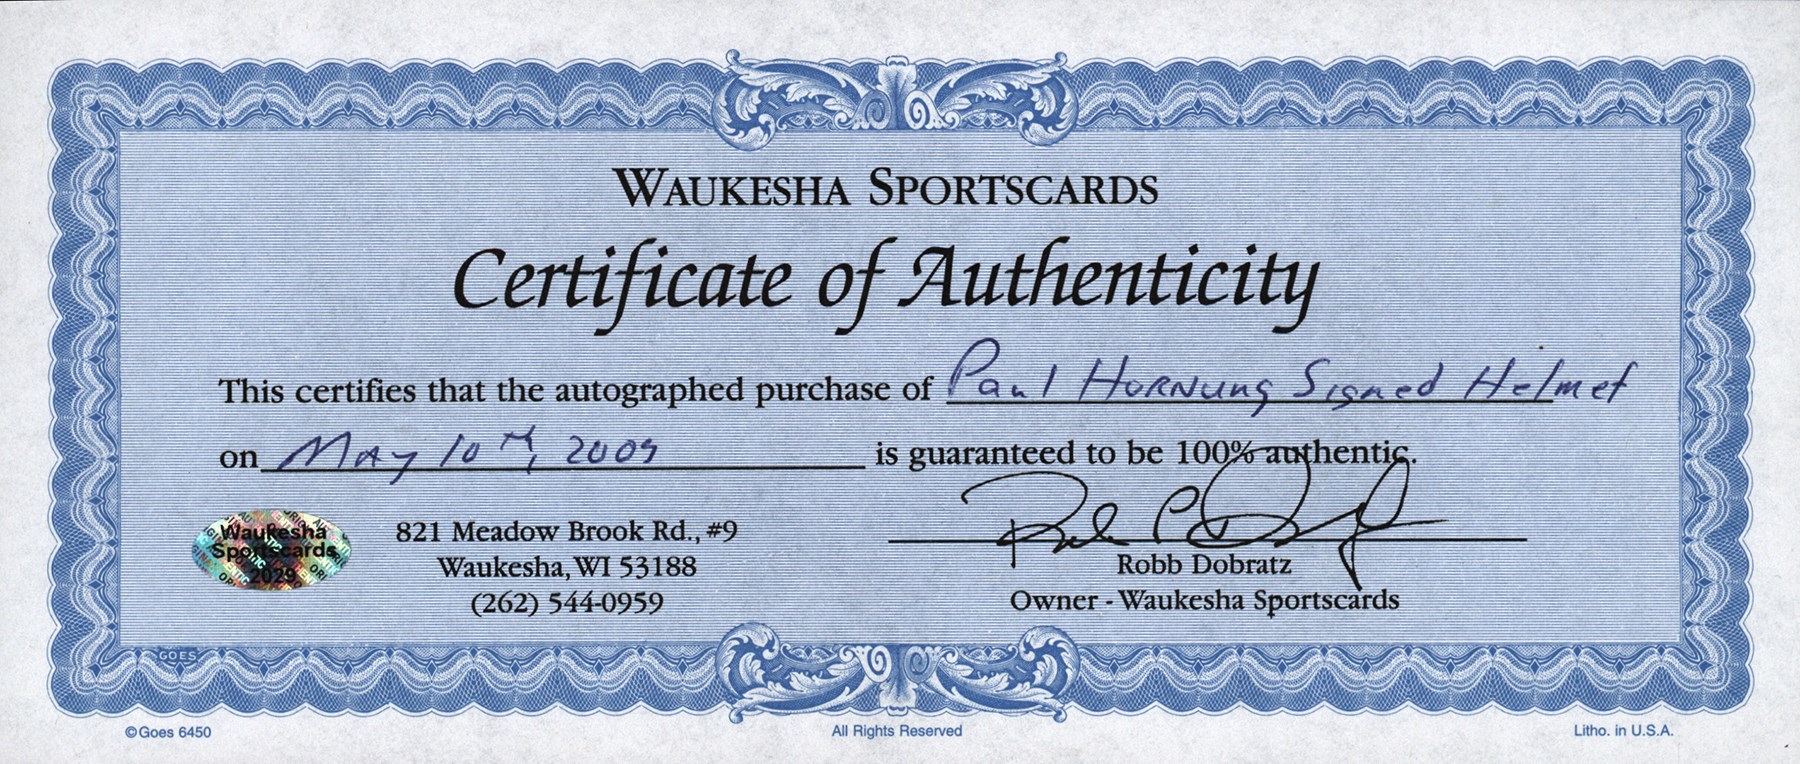 WAUKESHA SPORTSCARDS
Certificate of Authenticity
This certifies that the autographed purchase of Paul Hornung Signed Helmet
on May 10th, 2009 is guaranteed to be 100% authentic.
Waukesha
Sportscards
2029
821 Meadow Brook Rd., #9
Waukesha, WI 53188
(262) 544-0959
Robb Dobratz
Owner - Waukesha Sportscards
GOES
©Goes 6450
All Rights Reserved
Litho. in U.S.A.